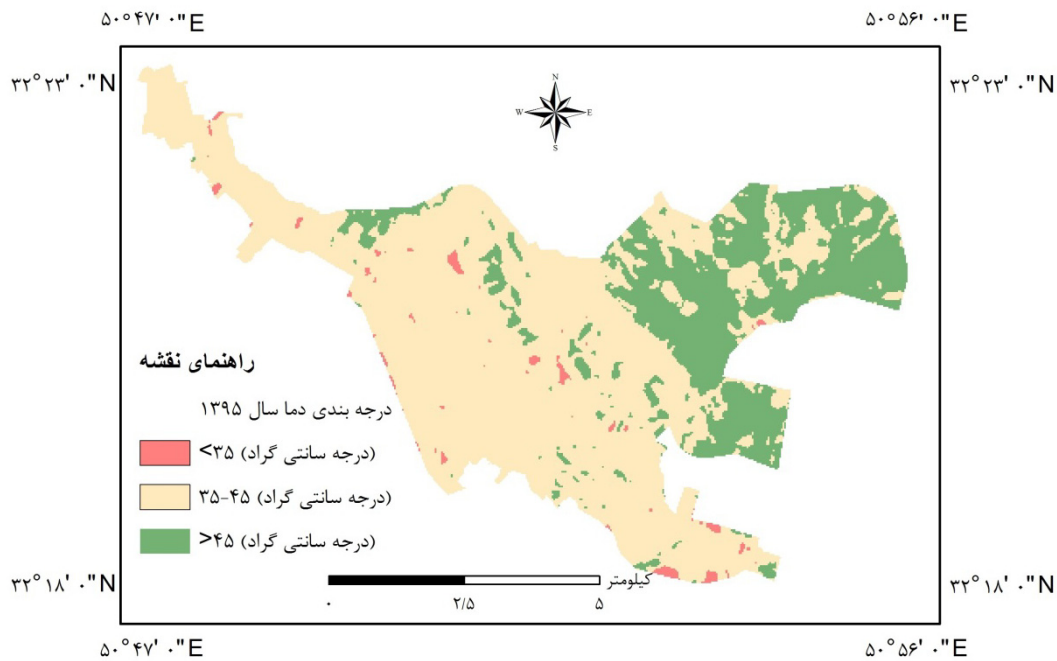 ۵۰°۴۷' ۰"E
۵۰°۵۶' ۰"E
۳۲°۲۳' ۰"N
۳۲°۲۳' ۰"N
N
W
E
S
راهنمای نقشه
درجه بندی دما سال ۱۳۹۵
<۳۵ (درجه سانتی گراد)
۳۵-۴۵ (درجه سانتی گراد)
>۴۵ (درجه سانتی گراد)
کیلومتر
۰
۲/۵
۵
۳۲°۱۸' ۰"N
۳۲°۱۸' ۰"N
۵۰°۴۷' ۰"E
۵۰°۵۶' ۰"E